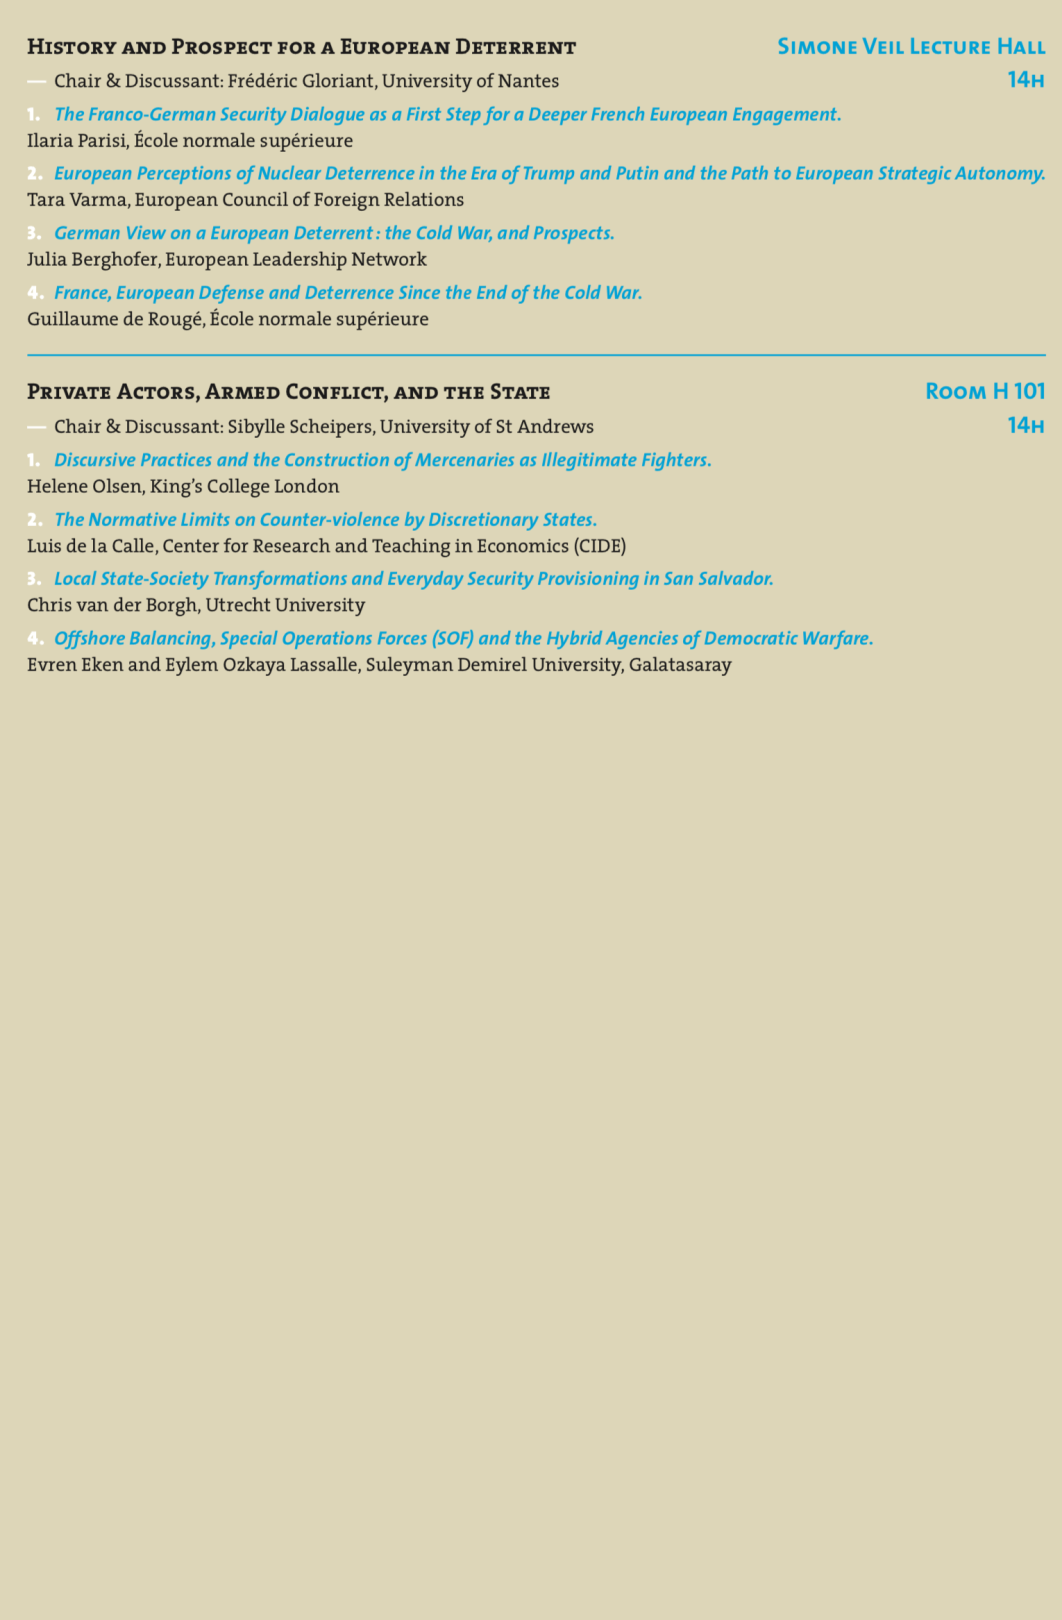 History and Prospect for a European Deterrent Simone Veil Lecture Hall
— Chair & Discussant: Frédéric Gloriant, University of Nantes 14h
1. The Franco-German Security Dialogue as a First Step for a Deeper French European Engagement.
Ilaria Parisi, École normale supérieure
2. European Perceptions of Nuclear Deterrence in the Era of Trump and Putin and the Path to European Strategic Autonomy.
Tara Varma, European Council of Foreign Relations
3. German View on a European Deterrent : the Cold War, and Prospects.
Julia Berghofer, European Leadership Network
4. France, European Defense and Deterrence Since the End of the Cold War.
Guillaume de Rougé, École normale supérieure
Private Actors, Armed Conflict, and the State Room H 101
— Chair & Discussant: Sibylle Scheipers, University of St Andrews 14h
1. Discursive Practices and the Construction of Mercenaries as Illegitimate Fighters.
Helene Olsen, King’s College London
2. The Normative Limits on Counter-violence by Discretionary States.
Luis de la Calle, Center for Research and Teaching in Economics (CIDE)
3. Local State-Society Transformations and Everyday Security Provisioning in San Salvador.
Chris van der Borgh, Utrecht University
4. Offshore Balancing, Special Operations Forces (SOF) and the Hybrid Agencies of Democratic Warfare.
Evren Eken and Eylem Ozkaya Lassalle, Suleyman Demirel University, Galatasaray